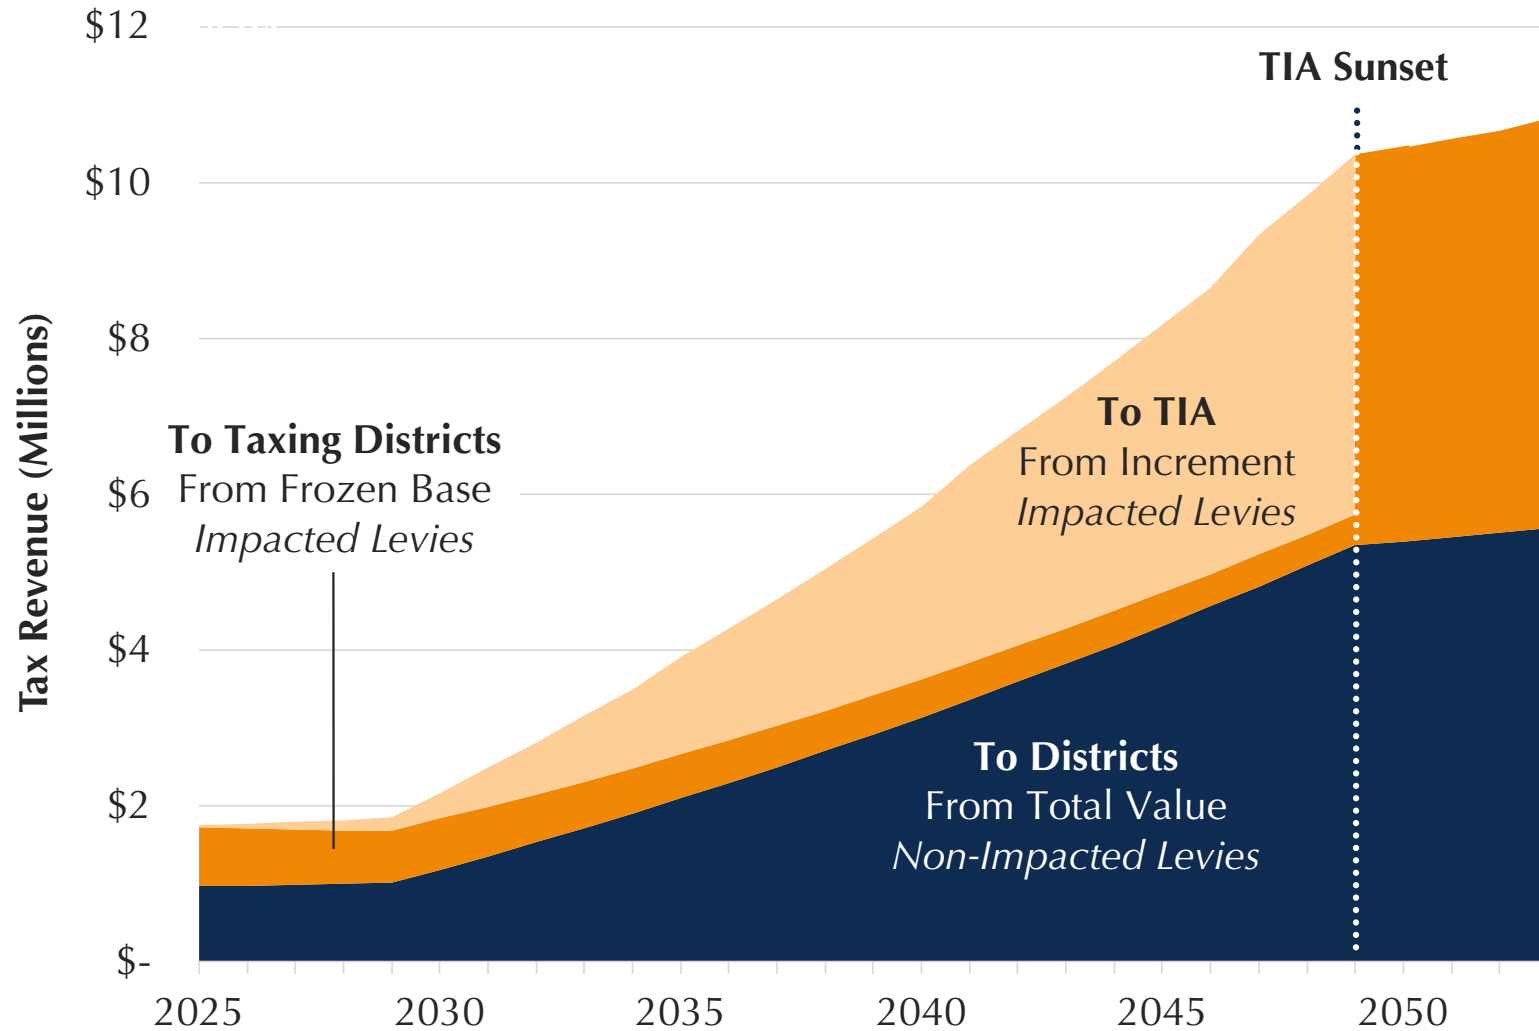 $12
TIA Sunset
$10
$8
To Taxing Districts
From Frozen Base
Impacted Levies
$6
To TIA
From Increment
Impacted Levies
$4
To Districts
From Total Value
Non-Impacted Levies
$2
$-
Tax Revenue (Millions)
2025 2030 2035 2040 2045 2050